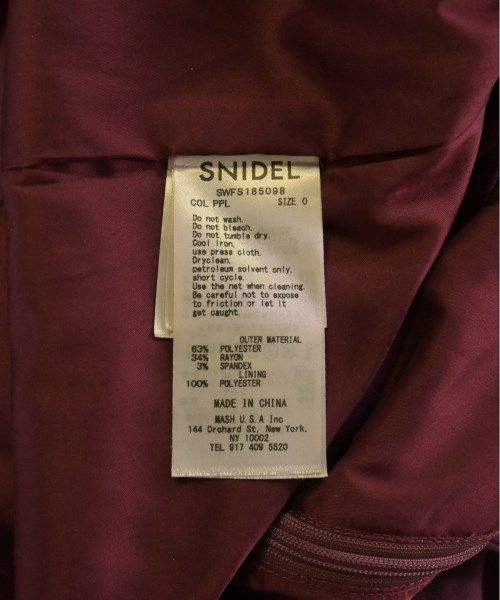 SNIDEL
SWFS185098
COL PPL SIZE 0
Do not wash.
Do not bleach.
Do not tumble dry.
Cool iron.
use press cloth.
Dryclean.
petroleum solvent only.
short cycle.
Use the net when cleaning.
Be careful not to expose
to friction or let it
get caught.
OUTER MATERIAL
63% POLYESTER
34% RAYON
3% SPANDEX
LINING
100% POLYESTER
MADE IN CHINA
MASH U.S.A Inc
144 Orchard St. New York.
NY 10002
TEL 917 409 5520